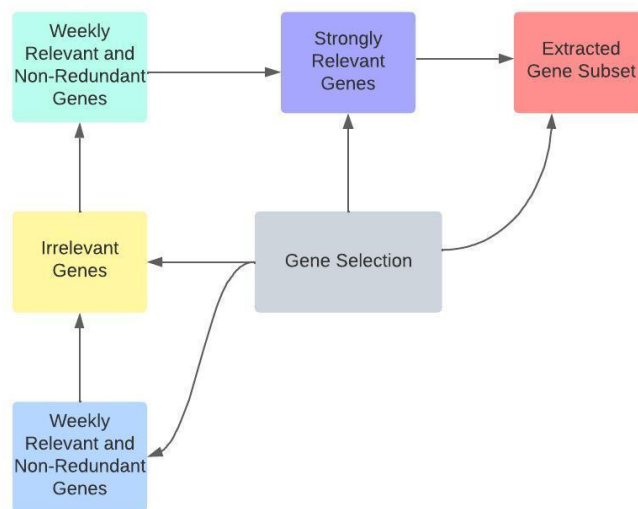 Weekly
Relevant and
Non-Redundant
Genes
Strongly
Relevant
Genes
Extracted
Gene Subset
Irrelevant
Genes
Gene Selection
Weekly
Relevant and
Non-Redundant
Genes